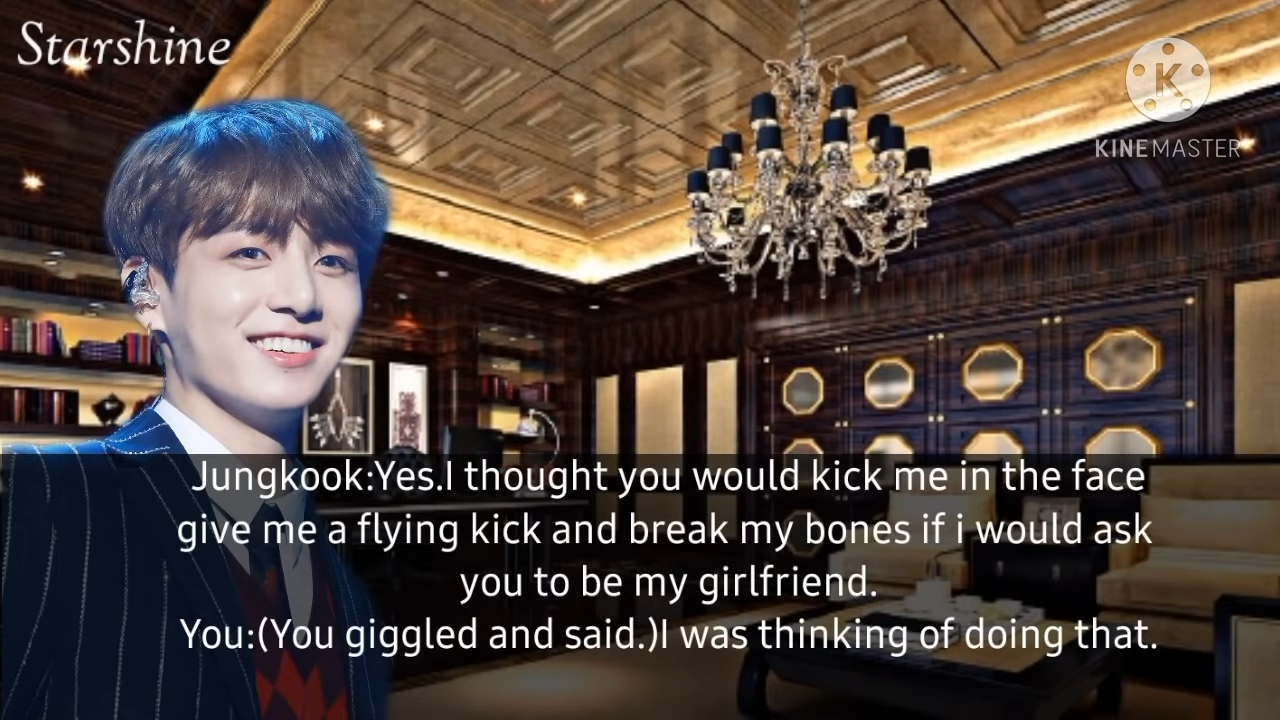 Starshine
K
KINEMASTER
Jungkook:Yes.I thought you would kick me in the face
give me a flying kick and break my bones if i would ask
you to be my girlfriend.
You:(You giggled and said.)I was thinking of doing that.